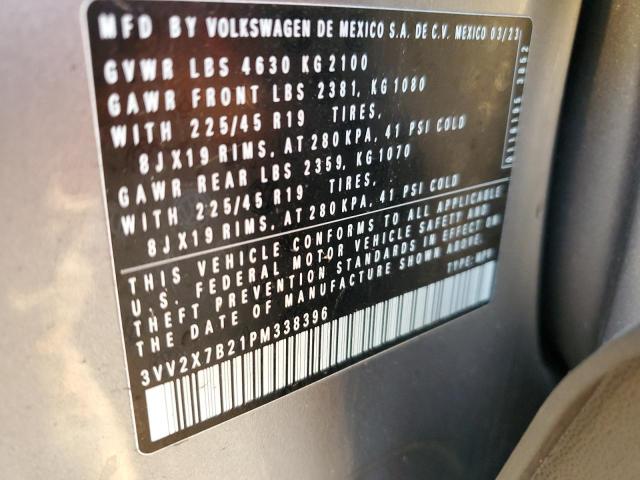 MFD BY VOLKSWAGEN DE MEXICO S.A. DE C.V. MEXICO 03/23
GVWR LBS 4630 KG 2100
GAWR FRONT LBS 2381, KG 1080
WITH 225/45 R19 TIRES,
8JX19 RIMS, AT 280 KPA, 41 PSI COLD
GAWR REAR LBS 2359, KG 1070
WITH 225/45 R19 TIRES,
8JX19 RIMS, AT 280 KPA, 41 PSI COLD
THIS VEHICLE CONFORMS TO ALL APPLICABLE
U.S. FEDERAL MOTOR VEHICLE SAFETY AND
THEFT PREVENTION STANDARDS IN EFFECT ON
THE DATE OF MANUFACTURE SHOWN ABOVE.
TYPE: MPV
3VV2X7B21PM338396